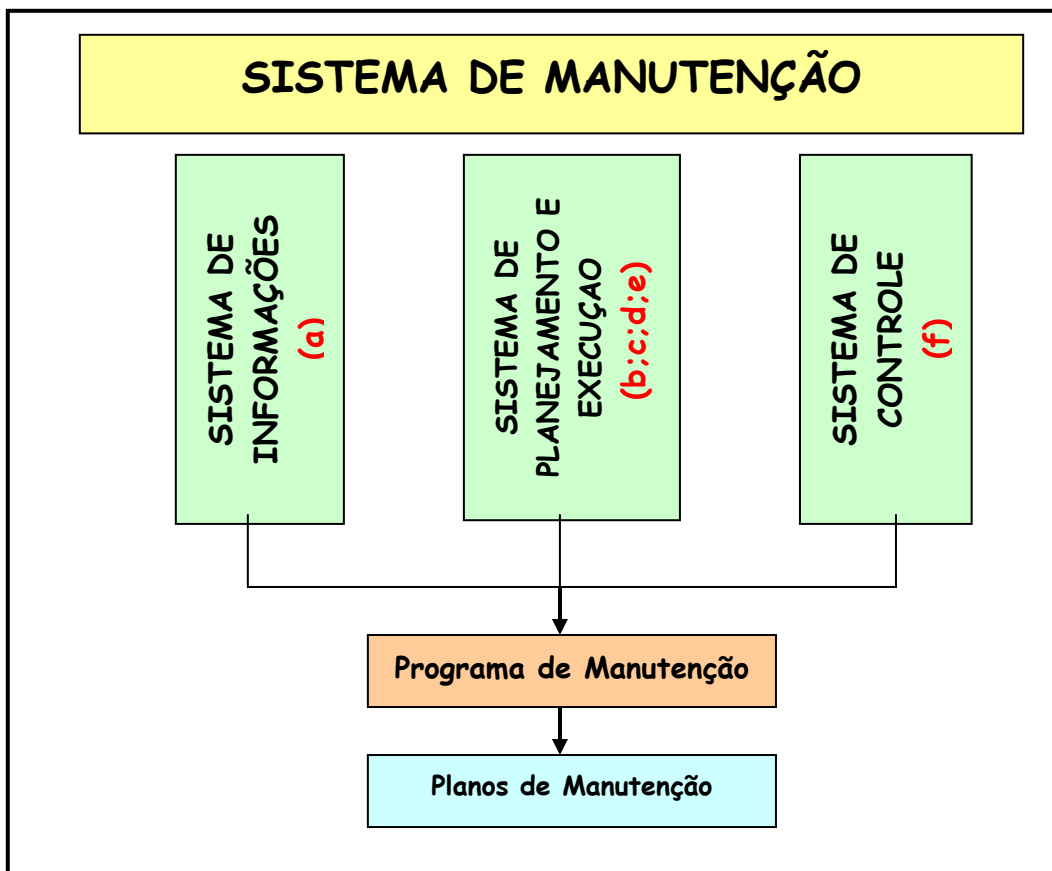 SISTEMA DE MANUTENÇÃO
SISTEMA DE
INFORMAÇÕES
(a)
SISTEMA DE
PLANEJAMENTO E
EXECUÇAO
(b;c;d;e)
SISTEMA DE
CONTROLE
(f)
Programa de Manutenção
Planos de Manutenção